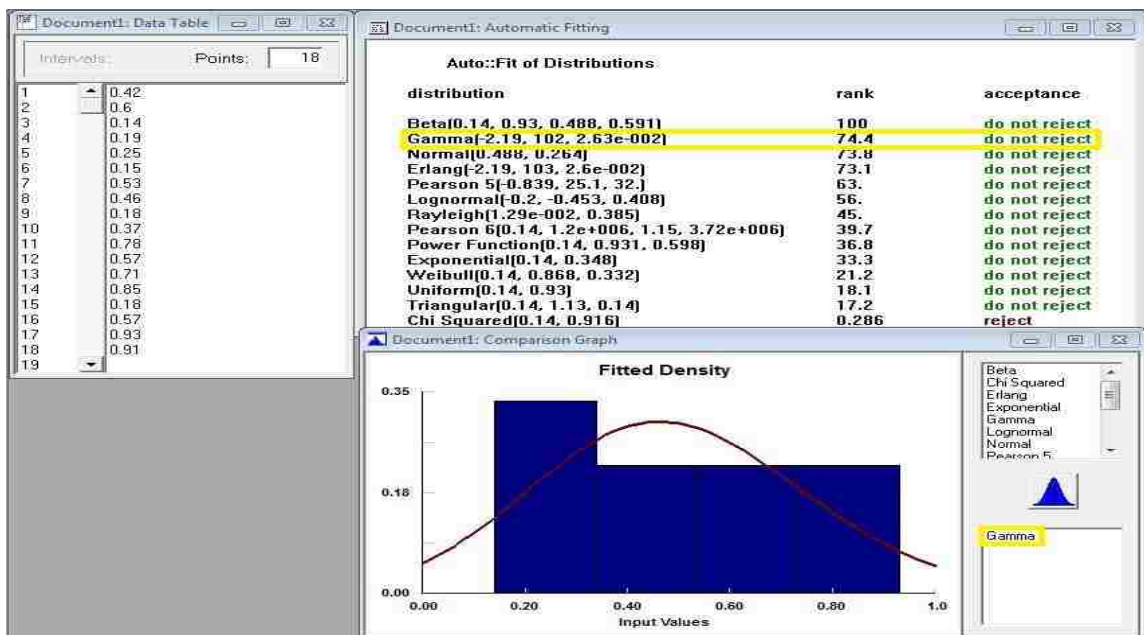 Document1: Data Table
Intervals: Points: 18
1 0.42
2 0.6
3 0.14
4 0.19
5 0.25
6 0.15
7 0.53
8 0.46
9 0.18
10 0.37
11 0.78
12 0.57
13 0.71
14 0.85
15 0.18
16 0.57
17 0.93
18 0.91
19
Document1: Automatic Fitting
Auto::Fit of Distributions
distribution rank acceptance
Beta(0.14, 0.93, 0.488, 0.591) 100 do not reject
Gamma(-2.19, 102, 2.63e-002) 74.4 do not reject
Normal(0.488, 0.264) 73.8 do not reject
Erlang(-2.19, 103, 2.6e-002) 73.1 do not reject
Pearson 5(-0.839, 25.1, 32.) 63. do not reject
Lognormal(-0.2, -0.453, 0.408) 56. do not reject
Rayleigh(1.29e-002, 0.385) 45. do not reject
Pearson 6(0.14, 1.2e+006, 1.15, 3.72e+006) 39.7 do not reject
Power Function(0.14, 0.931, 0.598) 36.8 do not reject
Exponential(0.14, 0.348) 33.3 do not reject
Weibull(0.14, 0.868, 0.332) 21.2 do not reject
Uniform(0.14, 0.93) 18.1 do not reject
Triangular(0.14, 1.13, 0.14) 17.2 do not reject
Chi Squared(0.14, 0.916) 0.286 reject
Document1: Comparison Graph
Fitted Density
0.35
0.18
0.00
0.00 0.20 0.40 0.60 0.80 1.0
Input Values
Beta
Chi Squared
Erlang
Exponential
Gamma
Lognormal
Normal
Pearson 5
Gamma